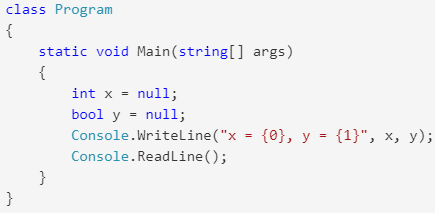 class Program
{
    static void Main(string[] args)
    {
        int x = null;
        bool y = null;
        Console.WriteLine("x = {0}, y = {1}", x, y);
        Console.ReadLine();
    }
}